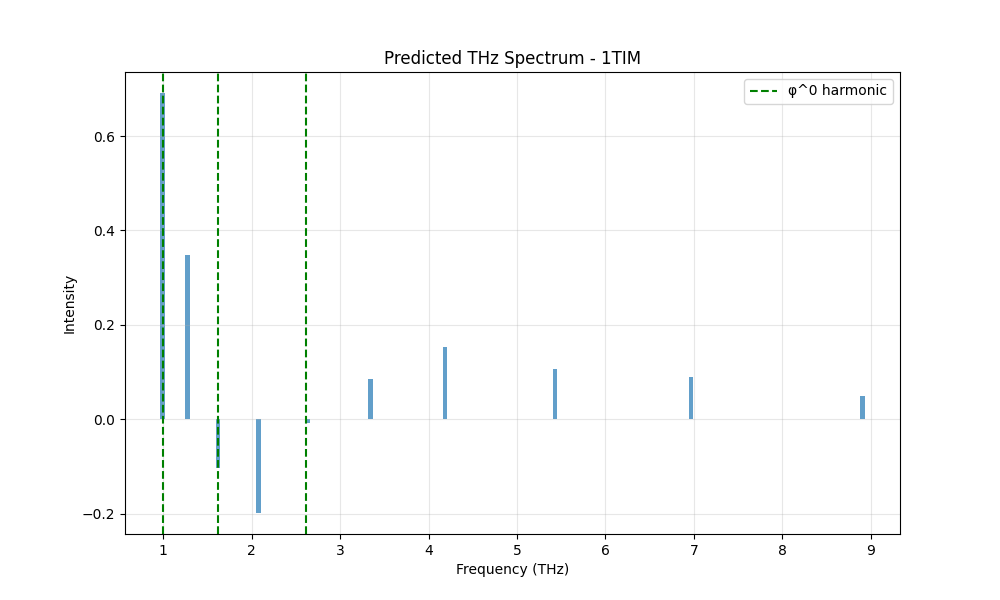 Predicted THz Spectrum - 1TIM
φ^0 harmonic
Intensity
0.6
0.4
0.2
0.0
−0.2
1 2 3 4 5 6 7 8 9
Frequency (THz)